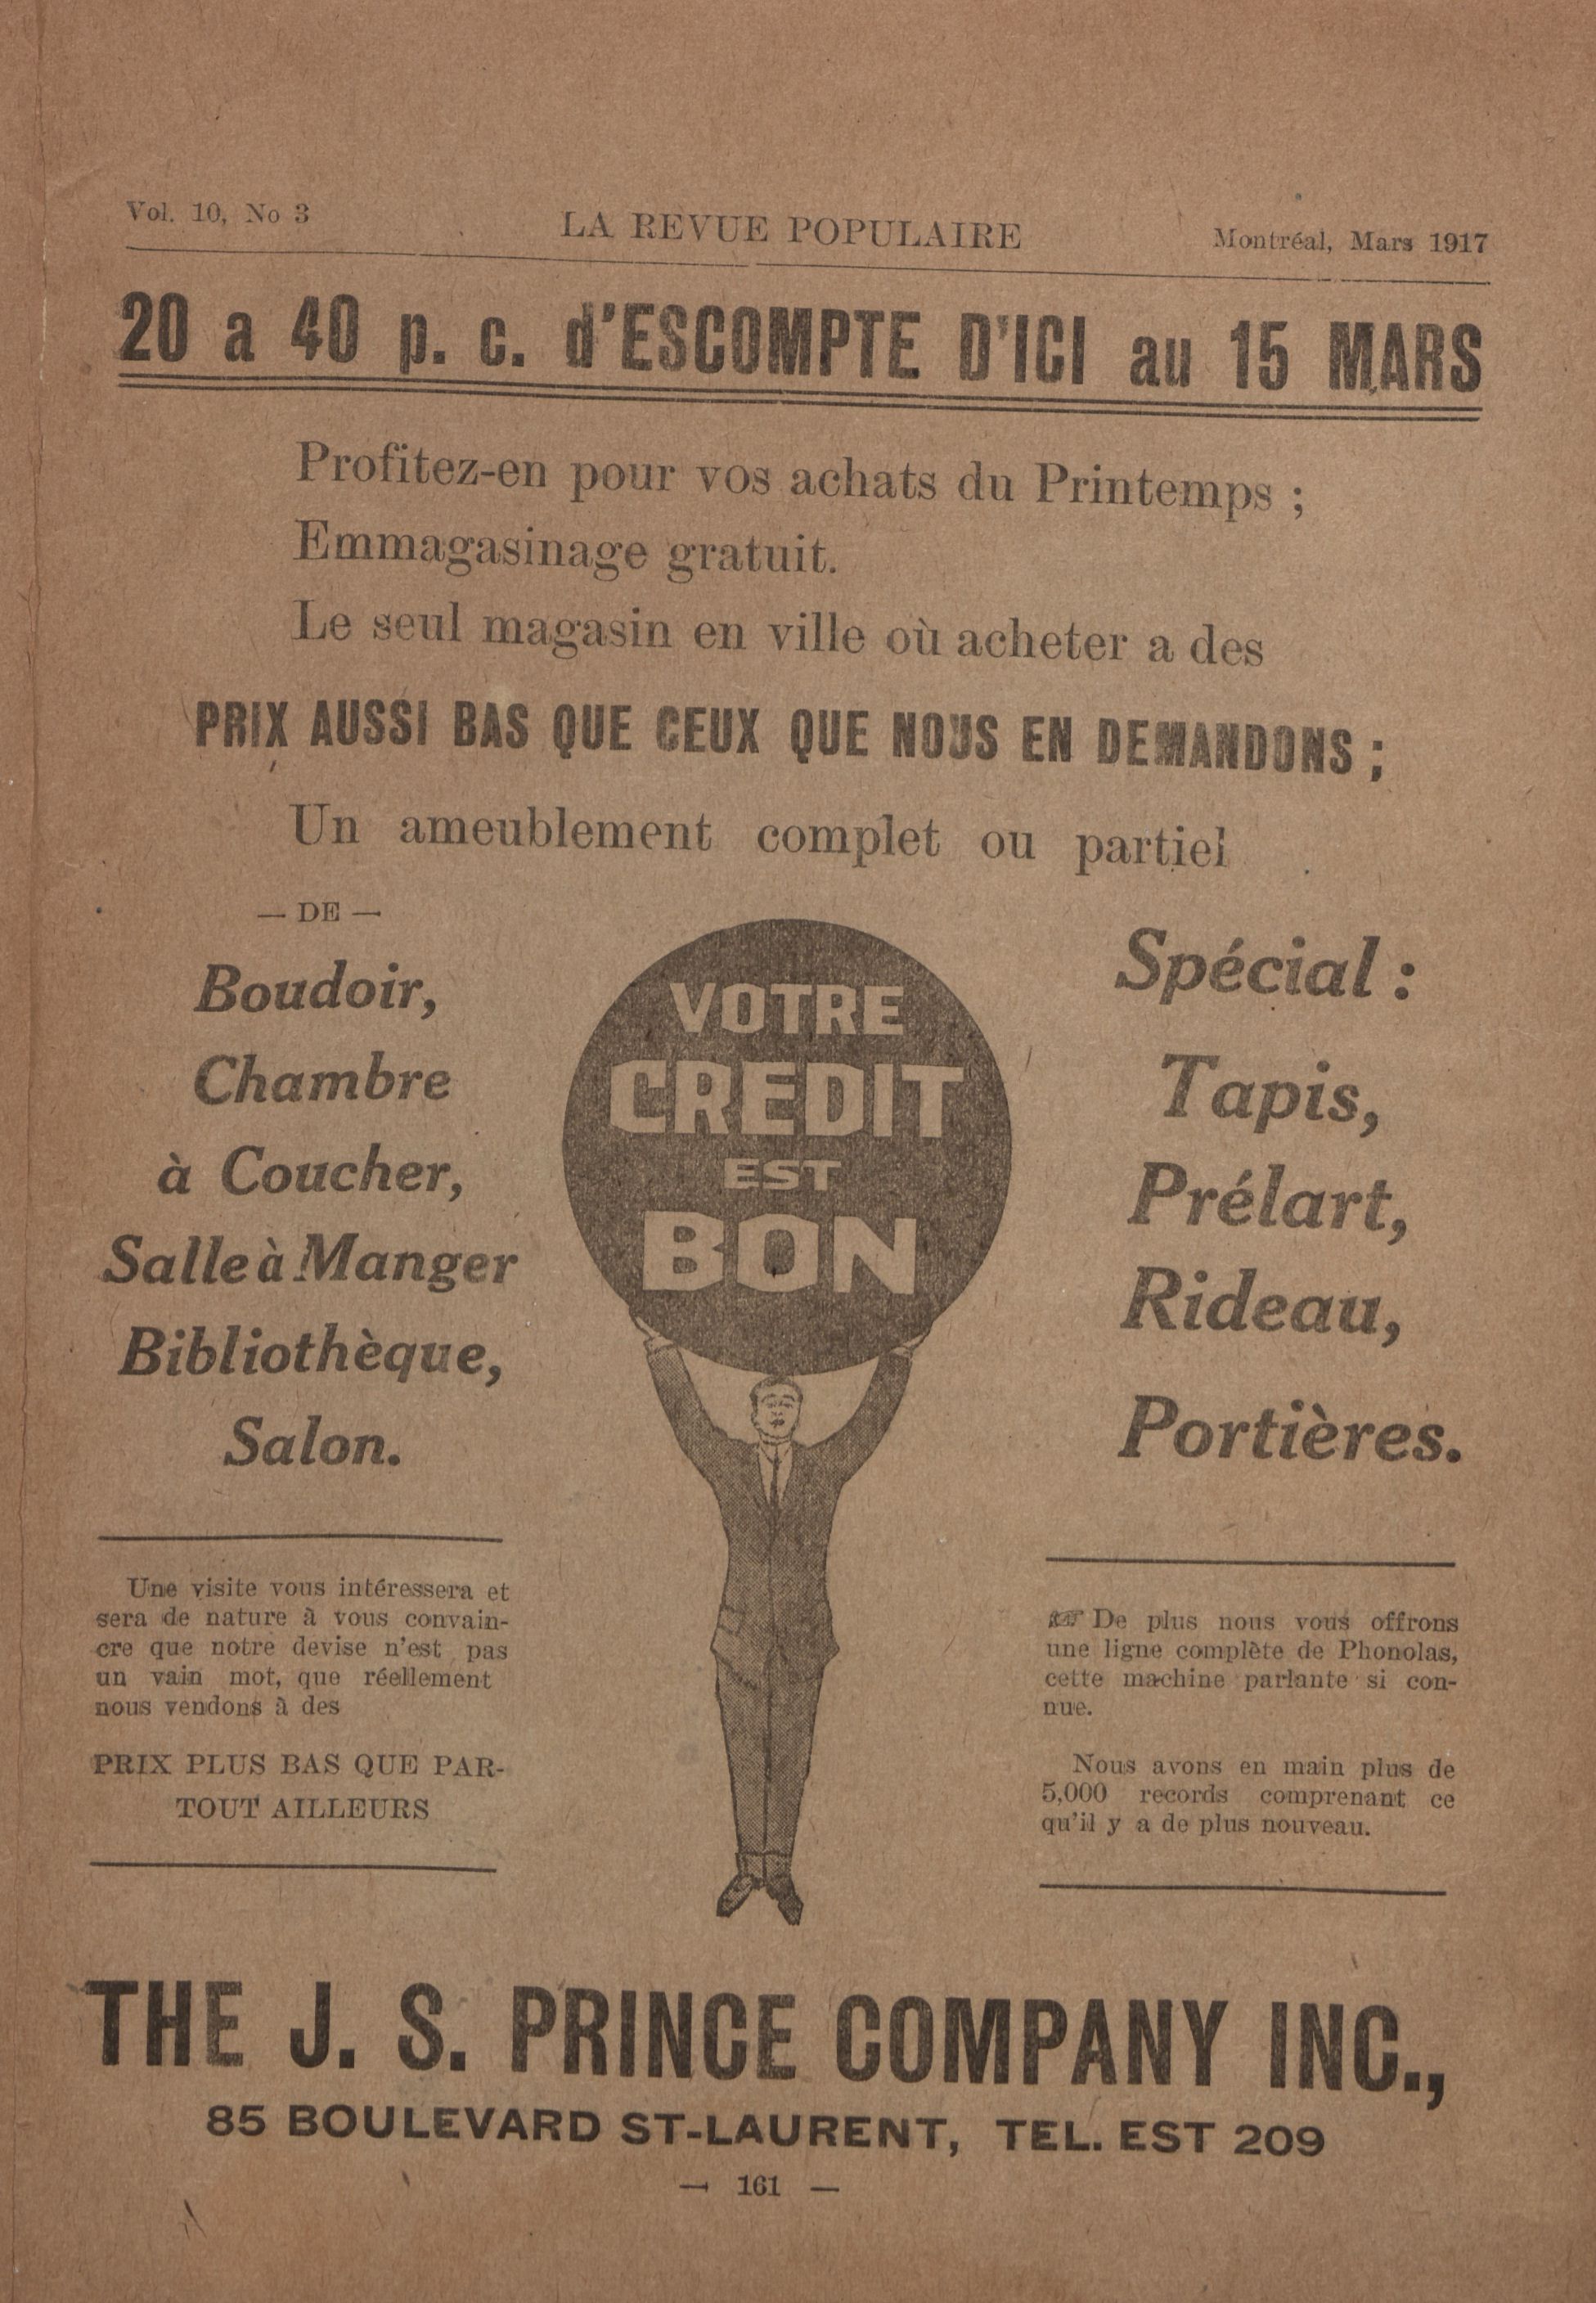 Vol. 10, No 3
LA REVUE POPULAIRE
Montréal, Mars 1917
20 a 40 p. c. d'ESCOMPTE D'ICI au 15 MARS
Profitez-en pour vos achats du Printemps ;
Emmagasinage gratuit.
Le seul magasin en ville où acheter a des
PRIX AUSSI BAS QUE CEUX QUE NOUS EN DEMANDONS ;
Un ameublement complet ou partiel
— DE —
Boudoir,
Chambre
à Coucher,
Salle à Manger
Bibliothèque,
Salon.
Une visite vous intéressera et
sera de nature à vous convain-
cre que notre devise n'est pas
un vain mot, que réellement
nous vendons à des
PRIX PLUS BAS QUE PAR-
TOUT AILLEURS
VOTRE
CREDIT
EST
BON
Spécial :
Tapis,
Prélart,
Rideau,
Portières.
☞ De plus nous vous offrons
une ligne complète de Phonolas,
cette machine parlante si con-
nue.
Nous avons en main plus de
5,000 records comprenant ce
qu'il y a de plus nouveau.
THE J. S. PRINCE COMPANY INC.,
85 BOULEVARD ST-LAURENT, TEL. EST 209
— 161 —